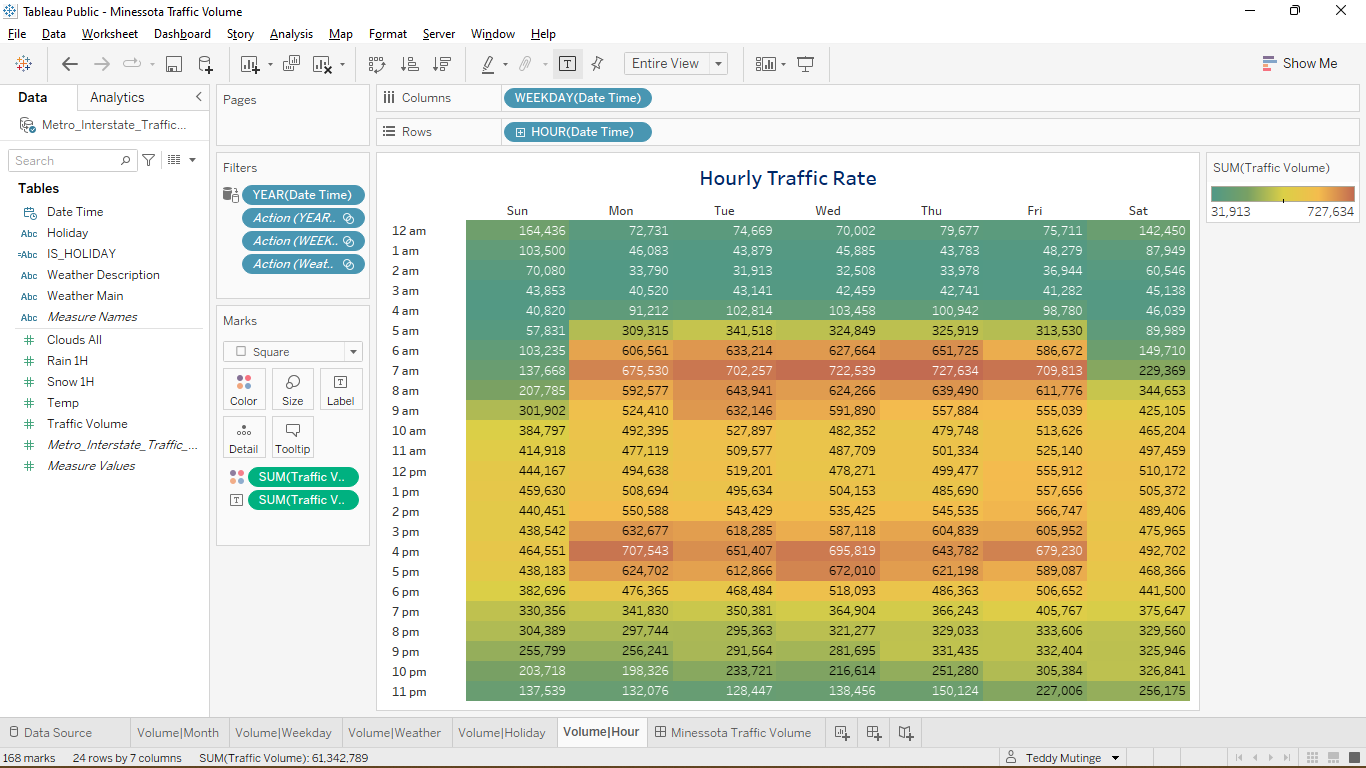 Tableau Public - Minessota Traffic Volume
File Data Worksheet Dashboard Story Analysis Map Format Server Window Help
Entire View
Show Me
Data Analytics
Metro_Interstate_Traffic...
Search
Tables
Date Time
Abc Holiday
=Abc IS_HOLIDAY
Abc Weather Description
Abc Weather Main
Abc Measure Names
# Clouds All
# Rain 1H
# Snow 1H
# Temp
# Traffic Volume
# Metro_Interstate_Traffic_...
# Measure Values
Pages
Filters
YEAR(Date Time)
Action (YEAR..
Action (WEEK..
Action (Weat..
Marks
Square
Color Size Label
Detail Tooltip
SUM(Traffic V..
SUM(Traffic V..
Columns WEEKDAY(Date Time)
Rows HOUR(Date Time)
Hourly Traffic Rate
Sun Mon Tue Wed Thu Fri Sat
12 am 164,436 72,731 74,669 70,002 79,677 75,711 142,450
1 am 103,500 46,083 43,879 45,885 43,783 48,279 87,949
2 am 70,080 33,790 31,913 32,508 33,978 36,944 60,546
3 am 43,853 40,520 43,141 42,459 42,741 41,282 45,138
4 am 40,820 91,212 102,814 103,458 100,942 98,780 46,039
5 am 57,831 309,315 341,518 324,849 325,919 313,530 89,989
6 am 103,235 606,561 633,214 627,664 651,725 586,672 149,710
7 am 137,668 675,530 702,257 722,539 727,634 709,813 229,369
8 am 207,785 592,577 643,941 624,266 639,490 611,776 344,653
9 am 301,902 524,410 632,146 591,890 557,884 555,039 425,105
10 am 384,797 492,395 527,897 482,352 479,748 513,626 465,204
11 am 414,918 477,119 509,577 487,709 501,334 525,140 497,459
12 pm 444,167 494,638 519,201 478,271 499,477 555,912 510,172
1 pm 459,630 508,694 495,634 504,153 485,690 557,656 505,372
2 pm 440,451 550,588 543,429 535,425 545,535 566,747 489,406
3 pm 438,542 632,677 618,285 587,118 604,839 605,952 475,965
4 pm 464,551 707,543 651,407 695,819 643,782 679,230 492,702
5 pm 438,183 624,702 612,866 672,010 621,198 589,087 468,366
6 pm 382,696 476,365 468,484 518,093 486,363 506,652 441,500
7 pm 330,356 341,830 350,381 364,904 366,243 405,767 375,647
8 pm 304,389 297,744 295,363 321,277 329,033 333,606 329,560
9 pm 255,799 256,241 291,564 281,695 331,435 332,404 325,946
10 pm 203,718 198,326 233,721 216,614 251,280 305,384 326,841
11 pm 137,539 132,076 128,447 138,456 150,124 227,006 256,175
SUM(Traffic Volume)
31,913 727,634
Data Source Volume|Month Volume|Weekday Volume|Weather Volume|Holiday Volume|Hour Minessota Traffic Volume
168 marks 24 rows by 7 columns SUM(Traffic Volume): 61,342,789 Teddy Mutinge